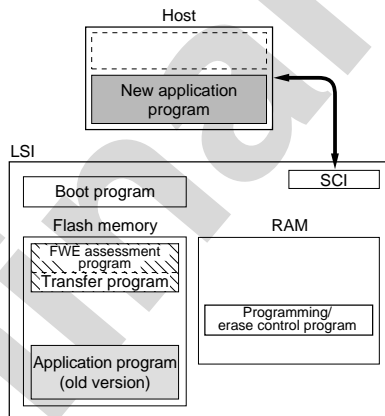 Host
New application
program
LSI
SCI
Boot program
Flash memory
RAM
FWE assessment
program
Transfer program
Programming/
erase control program
Application program
(old version)